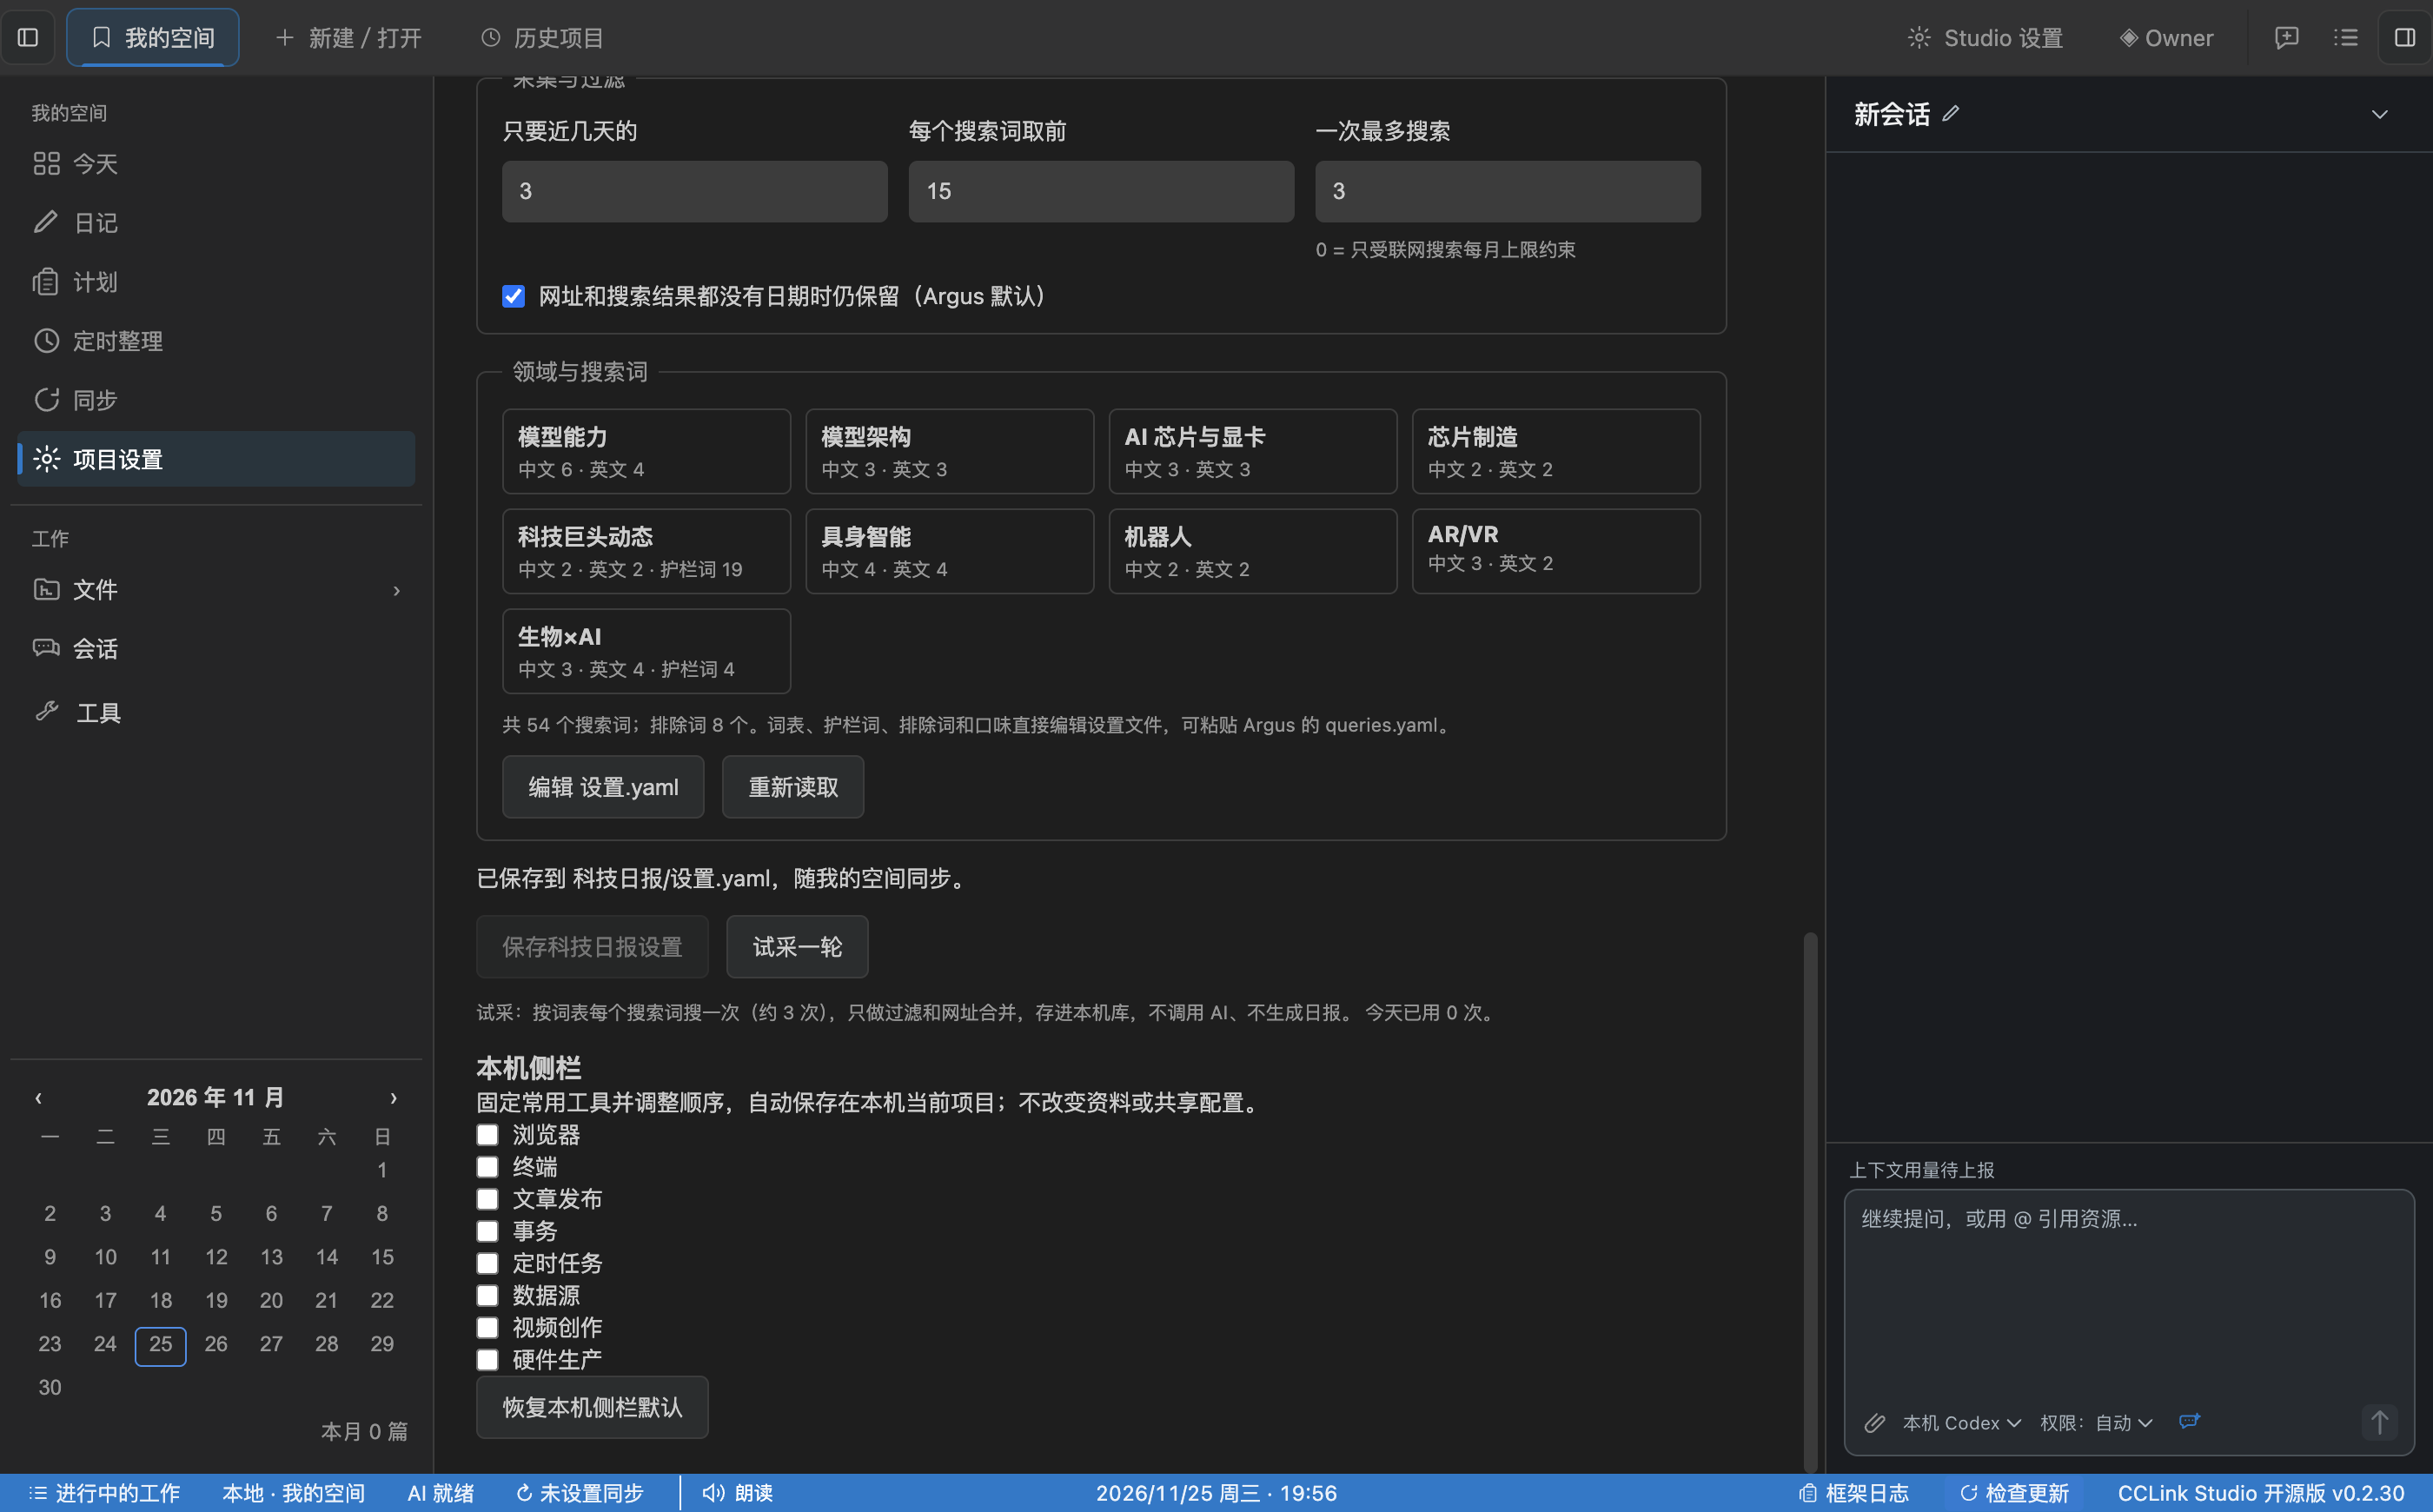 我的空间
新建 / 打开
历史项目
Studio 设置
Owner
我的空间
今天
日记
计划
定时整理
同步
项目设置
工作
文件
会话
工具
2026 年 11 月
一 二 三 四 五 六 日
1
2 3 4 5 6 7 8
9 10 11 12 13 14 15
16 17 18 19 20 21 22
23 24 25 26 27 28 29
30
本月 0 篇
采集与过滤
只要近几天的
3
每个搜索词取前
15
一次最多搜索
3
0 = 只受联网搜索每月上限约束
网址和搜索结果都没有日期时仍保留（Argus 默认）
领域与搜索词
模型能力
中文 6 · 英文 4
模型架构
中文 3 · 英文 3
AI 芯片与显卡
中文 3 · 英文 3
芯片制造
中文 2 · 英文 2
科技巨头动态
中文 2 · 英文 2 · 护栏词 19
具身智能
中文 4 · 英文 4
机器人
中文 2 · 英文 2
AR/VR
中文 3 · 英文 2
生物×AI
中文 3 · 英文 4 · 护栏词 4
共 54 个搜索词；排除词 8 个。词表、护栏词、排除词和口味直接编辑设置文件，可粘贴 Argus 的 queries.yaml。
编辑 设置.yaml
重新读取
已保存到 科技日报/设置.yaml，随我的空间同步。
保存科技日报设置
试采一轮
试采：按词表每个搜索词搜一次（约 3 次），只做过滤和网址合并，存进本机库，不调用 AI、不生成日报。 今天已用 0 次。
本机侧栏
固定常用工具并调整顺序，自动保存在本机当前项目；不改变资料或共享配置。
浏览器
终端
文章发布
事务
定时任务
数据源
视频创作
硬件生产
恢复本机侧栏默认
新会话
上下文用量待上报
继续提问，或用 @ 引用资源...
本机 Codex
权限：自动
进行中的工作
本地 · 我的空间
AI 就绪
未设置同步
朗读
2026/11/25 周三 · 19:56
框架日志
检查更新
CCLink Studio 开源版 v0.2.30